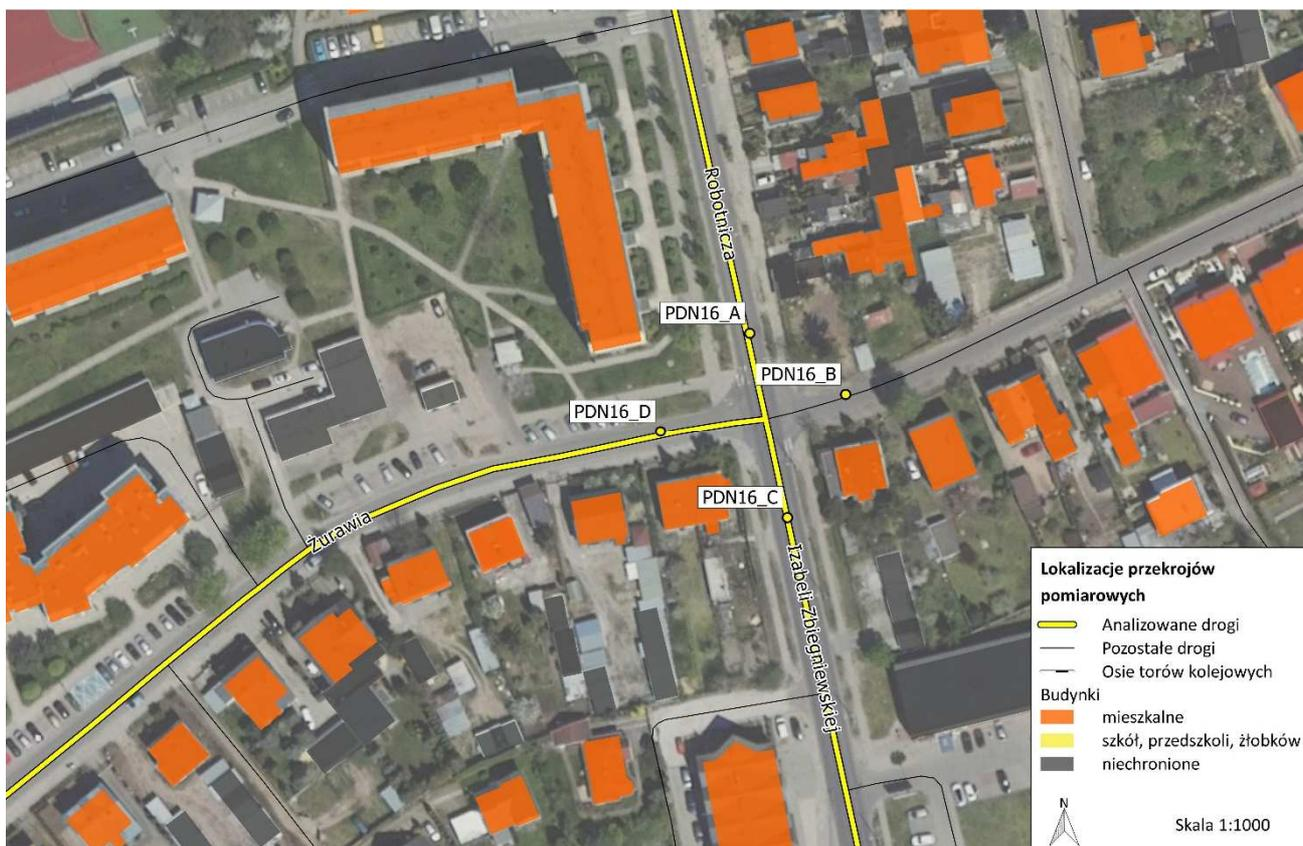 Robotnicza
PDN16_A
PDN16_B
PDN16_D
PDN16_C
Żurawia
Izabeli Zbiegniewskiej
Lokalizacje przekrojów
pomiarowych
Analizowane drogi
Pozostałe drogi
Osie torów kolejowych
Budynki
mieszkalne
szkół, przedszkoli, żłobków
niechronione
N
Skala 1:1000